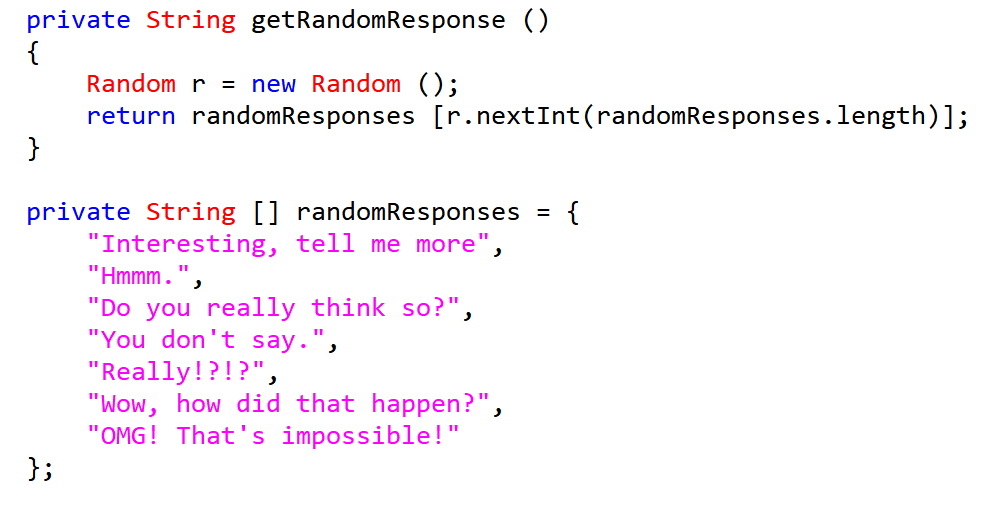 private String getRandomResponse ()
{
    Random r = new Random ();
    return randomResponses [r.nextInt(randomResponses.length)];
}

private String [] randomResponses = {
    "Interesting, tell me more",
    "Hmmm.",
    "Do you really think so?",
    "You don't say.",
    "Really!?!?",
    "Wow, how did that happen?",
    "OMG! That's impossible!"
};